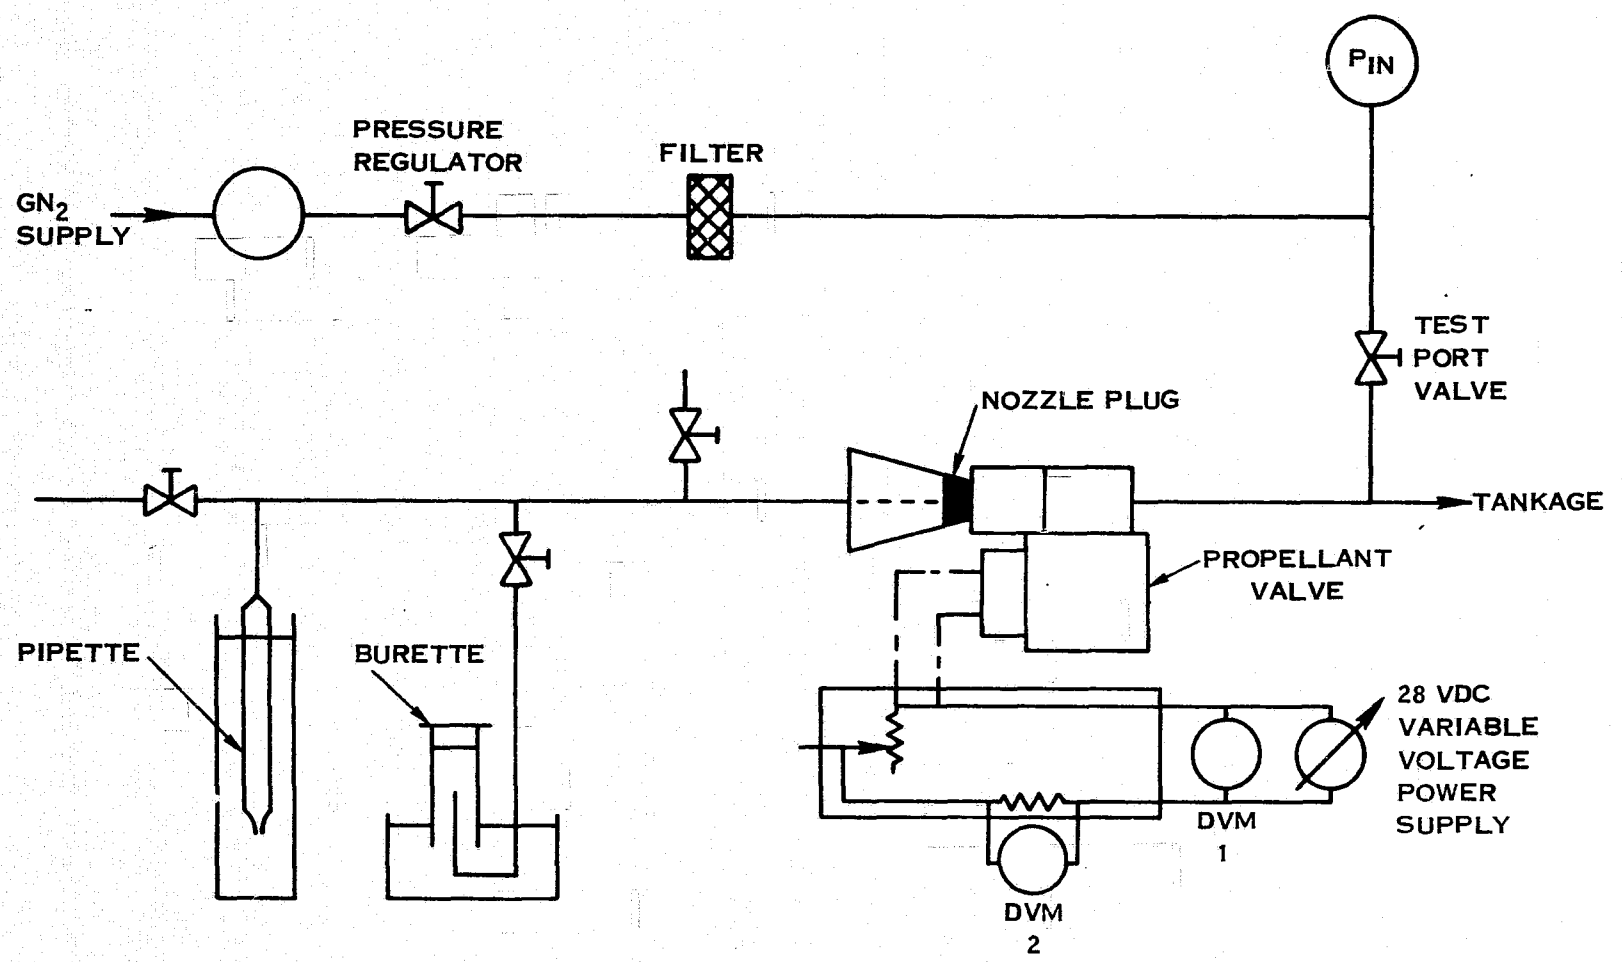 P_IN
PRESSURE
REGULATOR
FILTER
GN₂
SUPPLY
TEST
PORT
VALVE
NOZZLE PLUG
TANKAGE
PROPELLANT
VALVE
PIPETTE
BURETTE
28 VDC
VARIABLE
VOLTAGE
POWER
SUPPLY
DVM
1
DVM
2